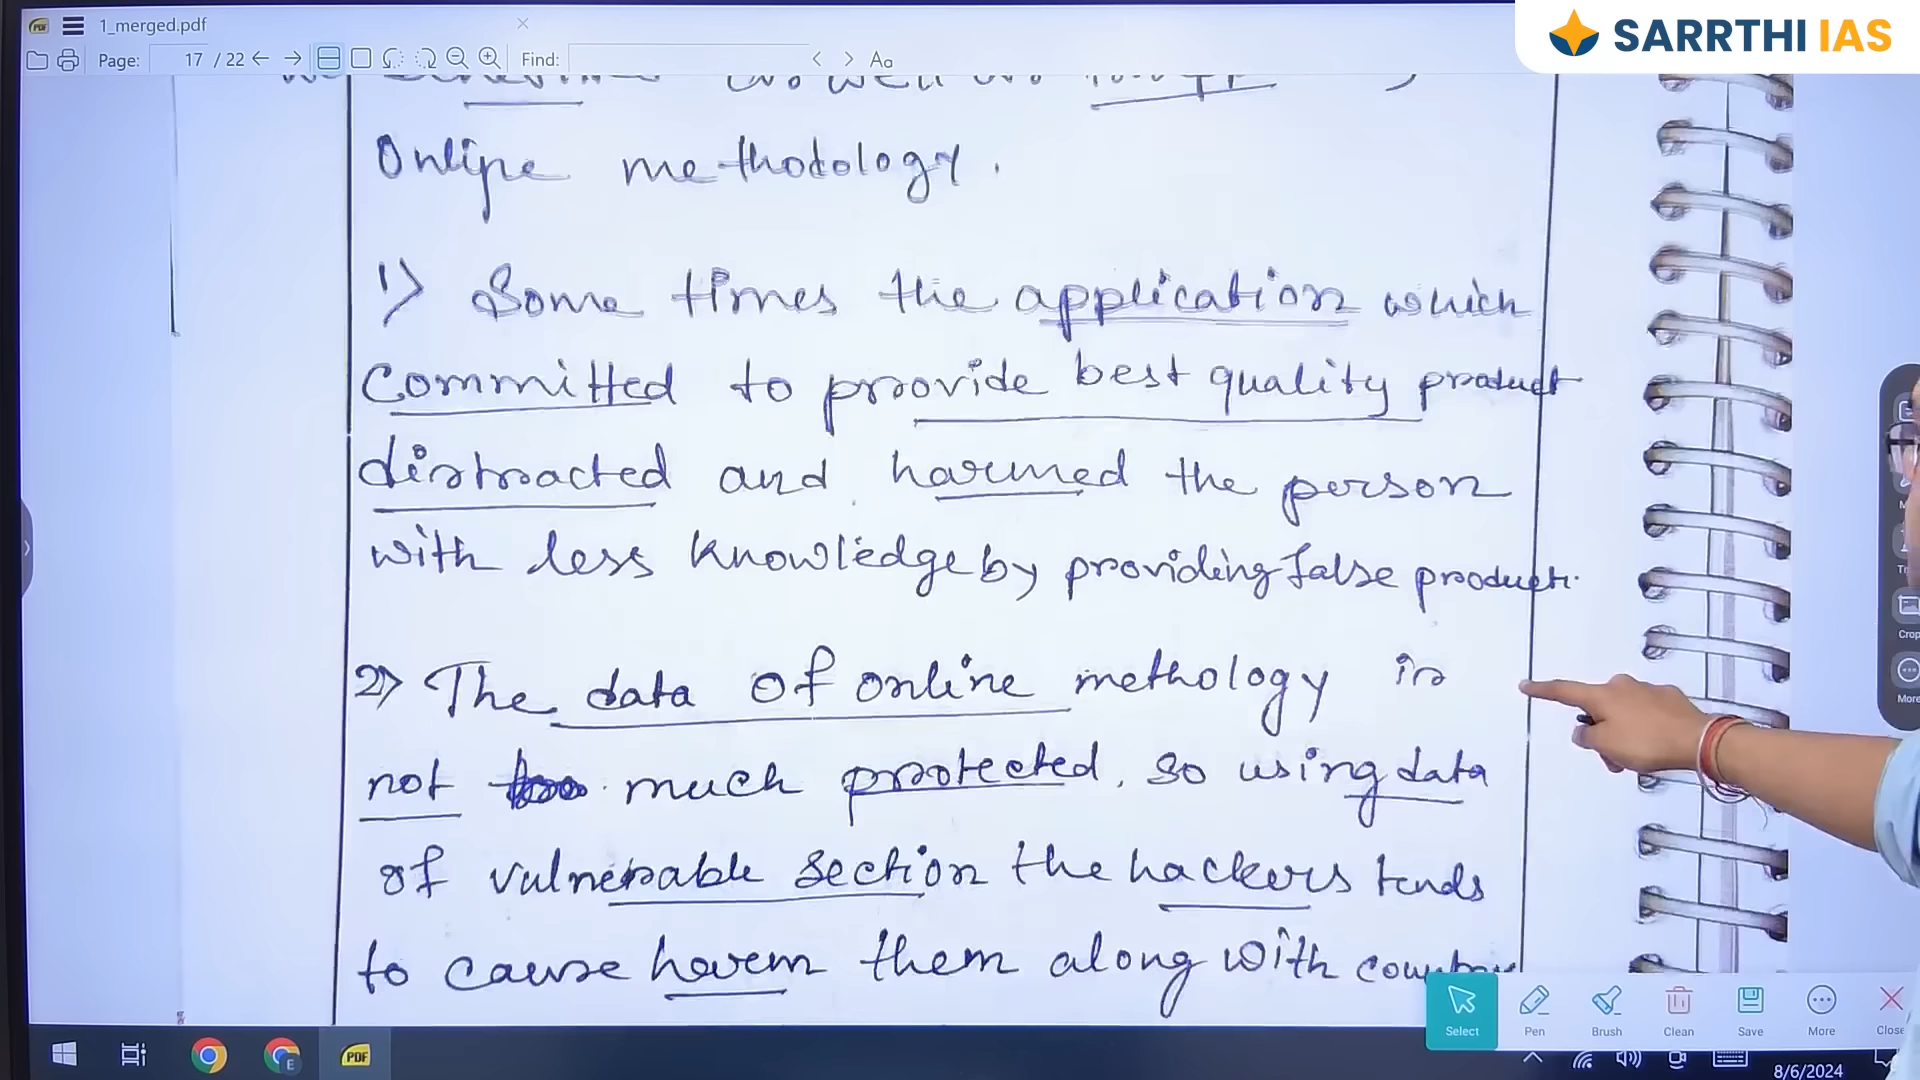 1_merged.pdf
Page: 17 / 22 Find: Aa
SARRTHI IAS
Online methodology.
1) Some times the application which
committed to provide best quality product
distracted and harmed the person
with less knowledge by providing false product.
2) The data of online methology is
not much protected, so using data
of vulnerable section the hackers tends
to cause harm them along with country
Crop
More
Select Pen Brush Clean Save More Close
8/6/2024